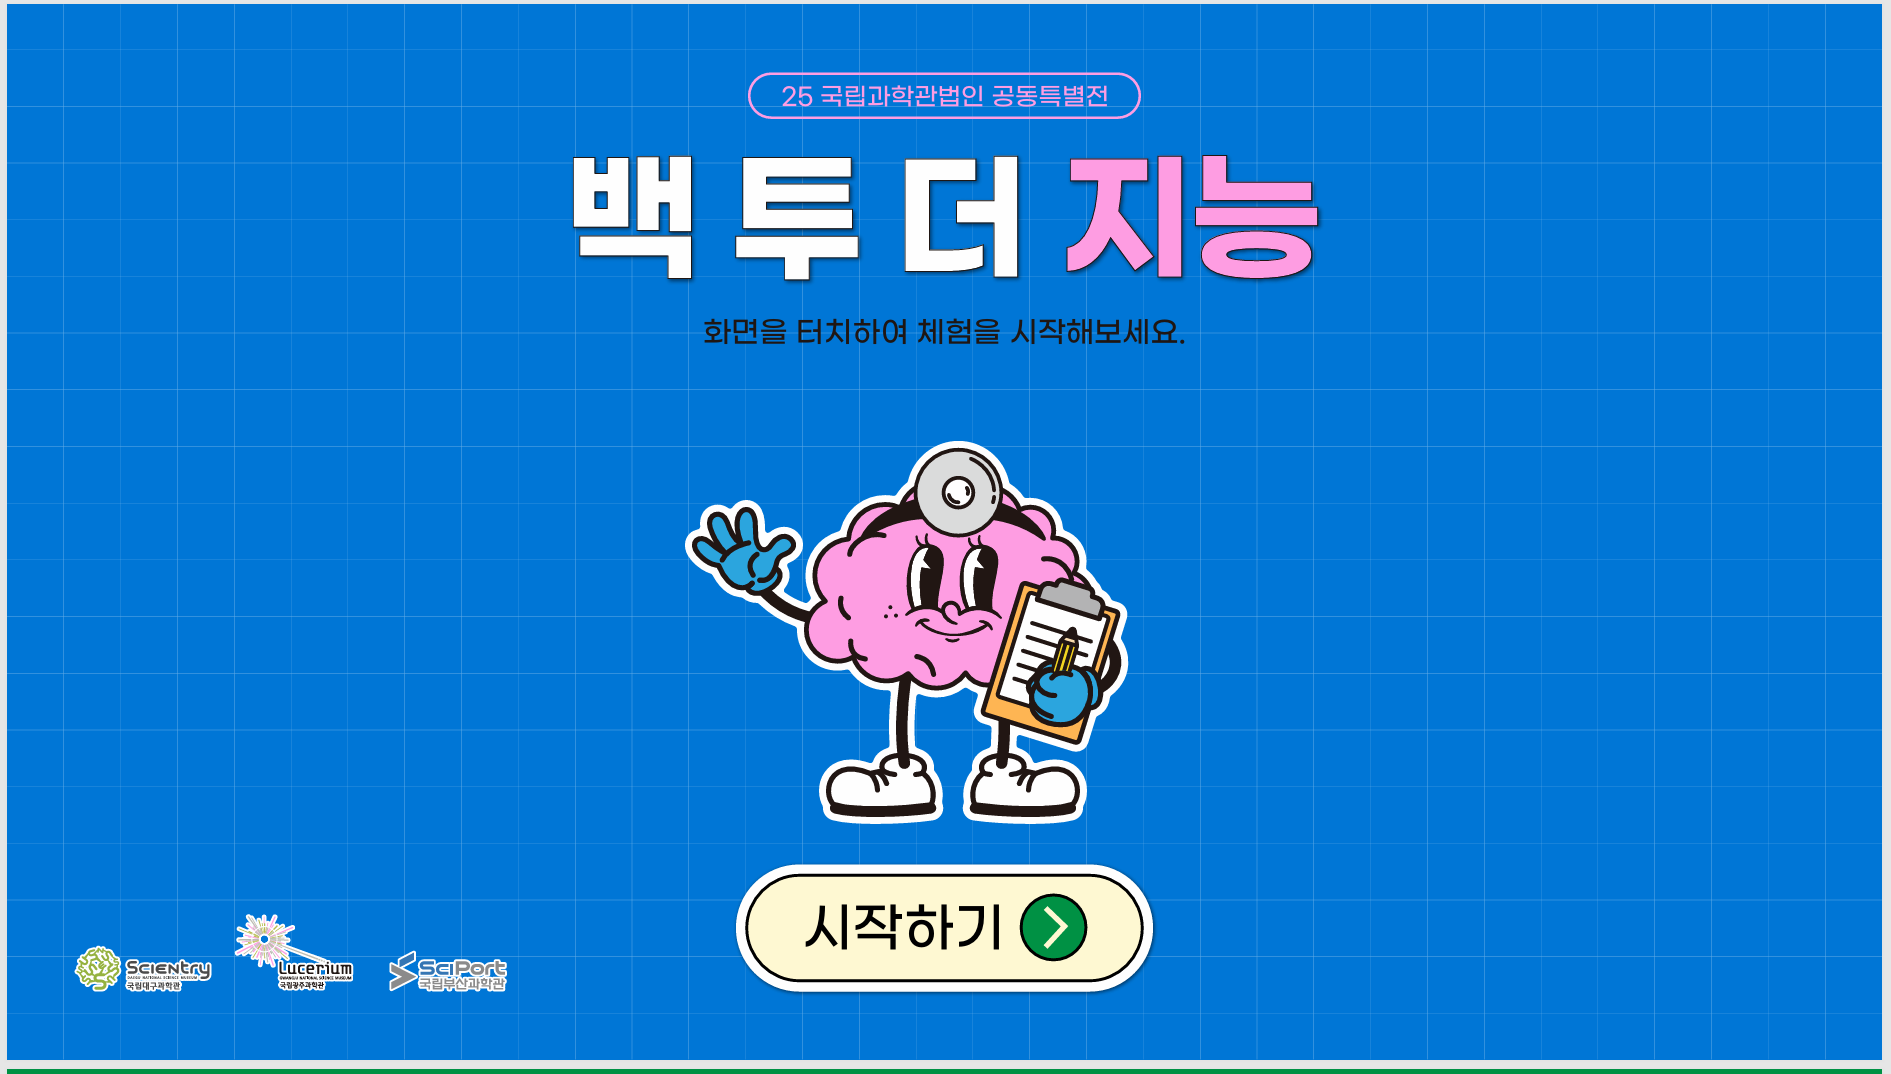 25 국립과학관법인 공동특별전
백 투 더 지능
화면을 터치하여 체험을 시작해보세요.
시작하기
Scientry
DAEGU NATIONAL SCIENCE MUSEUM
국립대구과학관
Lucerium
GWANGJU NATIONAL SCIENCE MUSEUM
국립광주과학관
SciPort
국립부산과학관